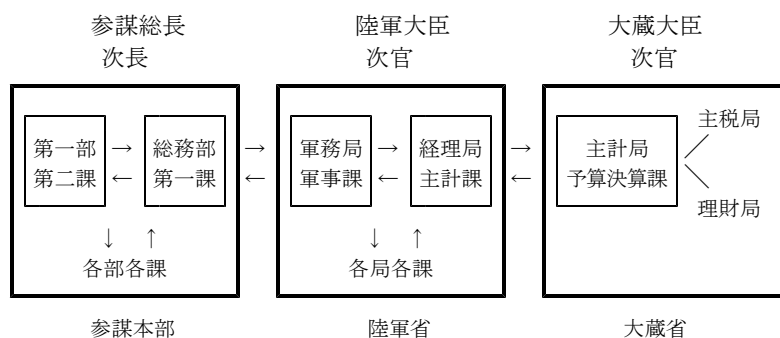 参謀総長
次長
陸軍大臣
次官
大蔵大臣
次官
第一部 → 総務部
第二課 ← 第一課
→
←
軍務局 → 経理局
軍事課 ← 主計課
→
←
主計局
予算決算課
主税局
理財局
↓ ↑
各部各課
↓ ↑
各局各課
参謀本部
陸軍省
大蔵省